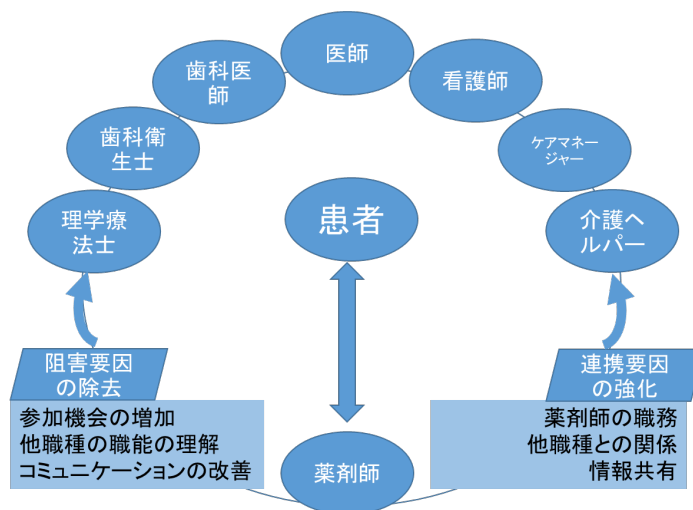 医師
歯科医
師
看護師
歯科衛
生士
ケアマネー
ジャー
理学療
法士
患者
介護ヘ
ルパー
阻害要因
の除去
参加機会の増加
他職種の職能の理解
コミュニケーションの改善
連携要因
の強化
薬剤師の職務
他職種との関係
情報共有
薬剤師